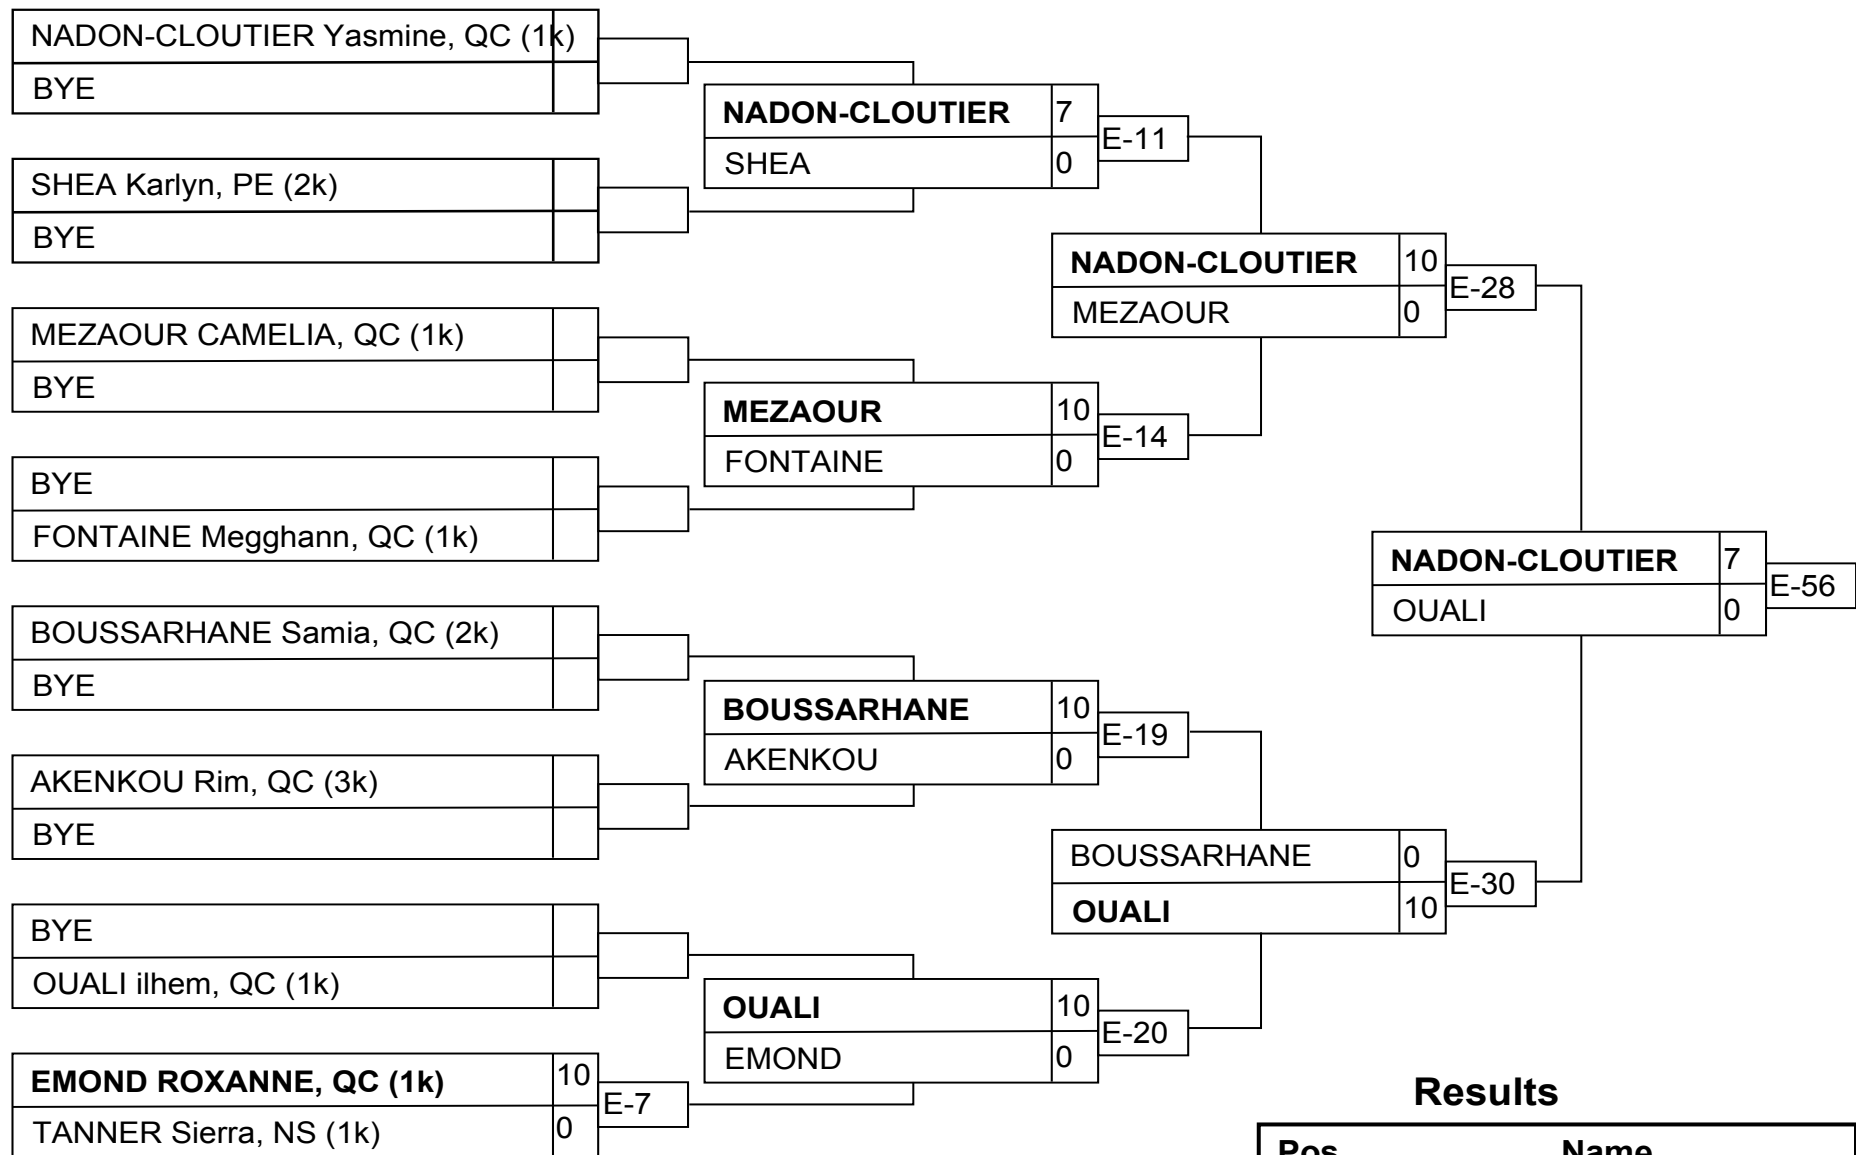 NADON-CLOUTIER Yasmine, QC (1k)
BYE
SHEA Karlyn, PE (2k)
BYE
MEZAOUR CAMELIA, QC (1k)
BYE
BYE
FONTAINE Megghann, QC (1k)
BOUSSARHANE Samia, QC (2k)
BYE
AKENKOU Rim, QC (3k)
BYE
BYE
OUALI ilhem, QC (1k)
EMOND ROXANNE, QC (1k) 10
TANNER Sierra, NS (1k) 0
E-7
NADON-CLOUTIER 7
SHEA 0
E-11
MEZAOUR 10
FONTAINE 0
E-14
BOUSSARHANE 10
AKENKOU 0
E-19
OUALI 10
EMOND 0
E-20
NADON-CLOUTIER 10
MEZAOUR 0
E-28
BOUSSARHANE 0
OUALI 10
E-30
NADON-CLOUTIER 7
OUALI 0
E-56
Results
Pos Name